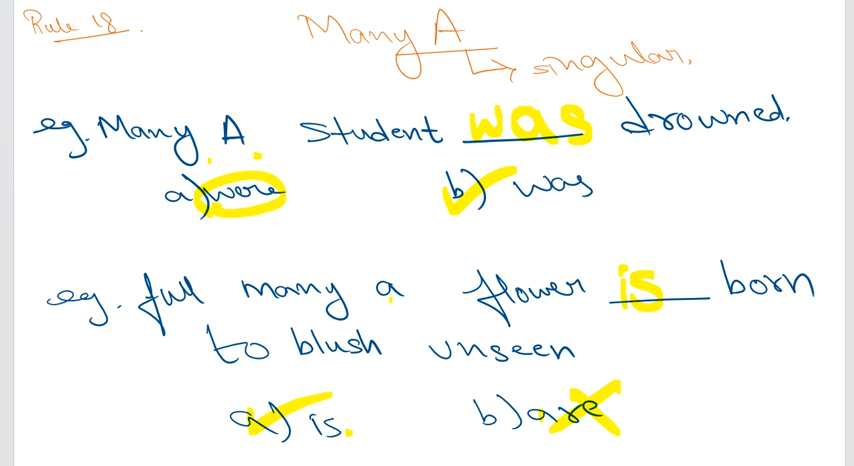 Rule 18.
Many A
→ singular.
eg. Many A student was drowned.
a) were b) was
eg. full many a flower is born
to blush unseen
a) is. b) are